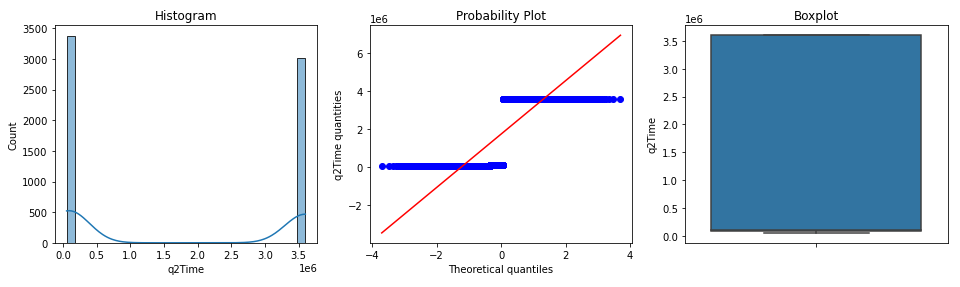 Histogram
3500
3000
2500
2000
1500
1000
500
0
Count
0.0 0.5 1.0 1.5 2.0 2.5 3.0 3.5
1e6
q2Time
Probability Plot
1e6
6
4
2
0
−2
q2Time quantities
−4 −2 0 2 4
Theoretical quantiles
Boxplot
1e6
3.5
3.0
2.5
2.0
1.5
1.0
0.5
0.0
q2Time